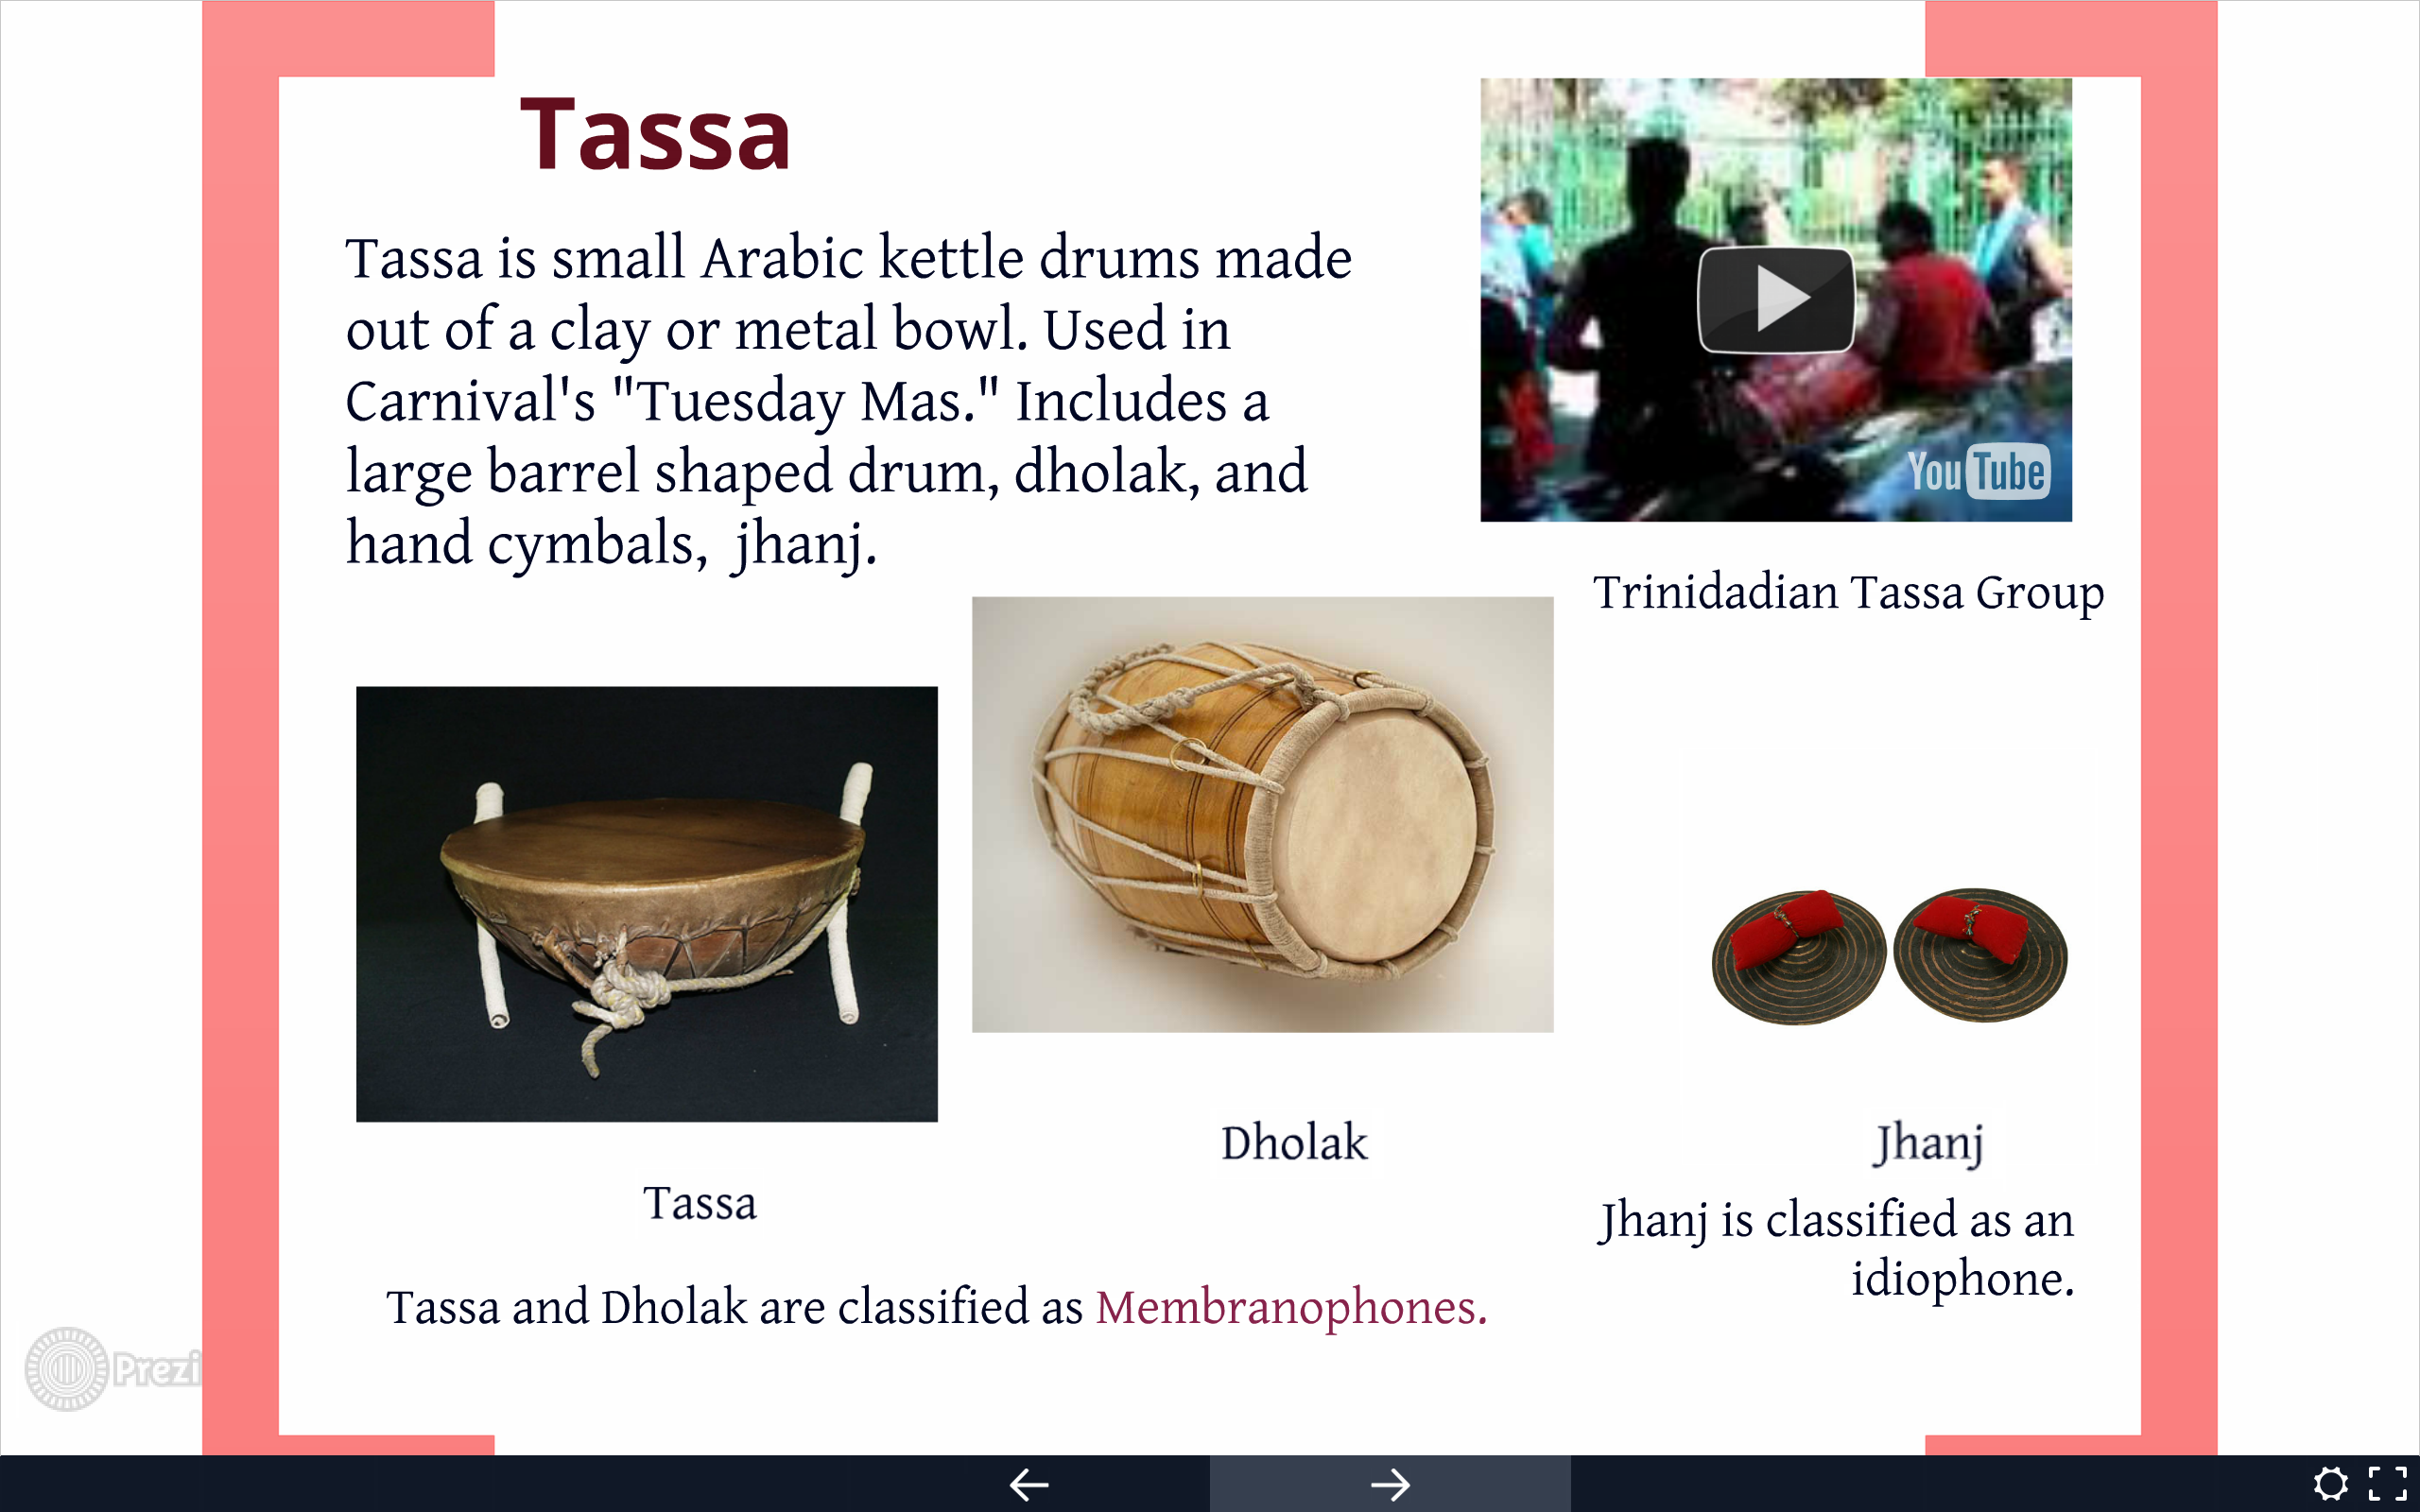 Tassa
Tassa is small Arabic kettle drums made
out of a clay or metal bowl. Used in
Carnival's "Tuesday Mas." Includes a
large barrel shaped drum, dholak, and
hand cymbals,  jhanj.
YouTube
Trinidadian Tassa Group
Dholak
Jhanj
Tassa
Jhanj is classified as an
idiophone.
Tassa and Dholak are classified as Membranophones.
Prezi